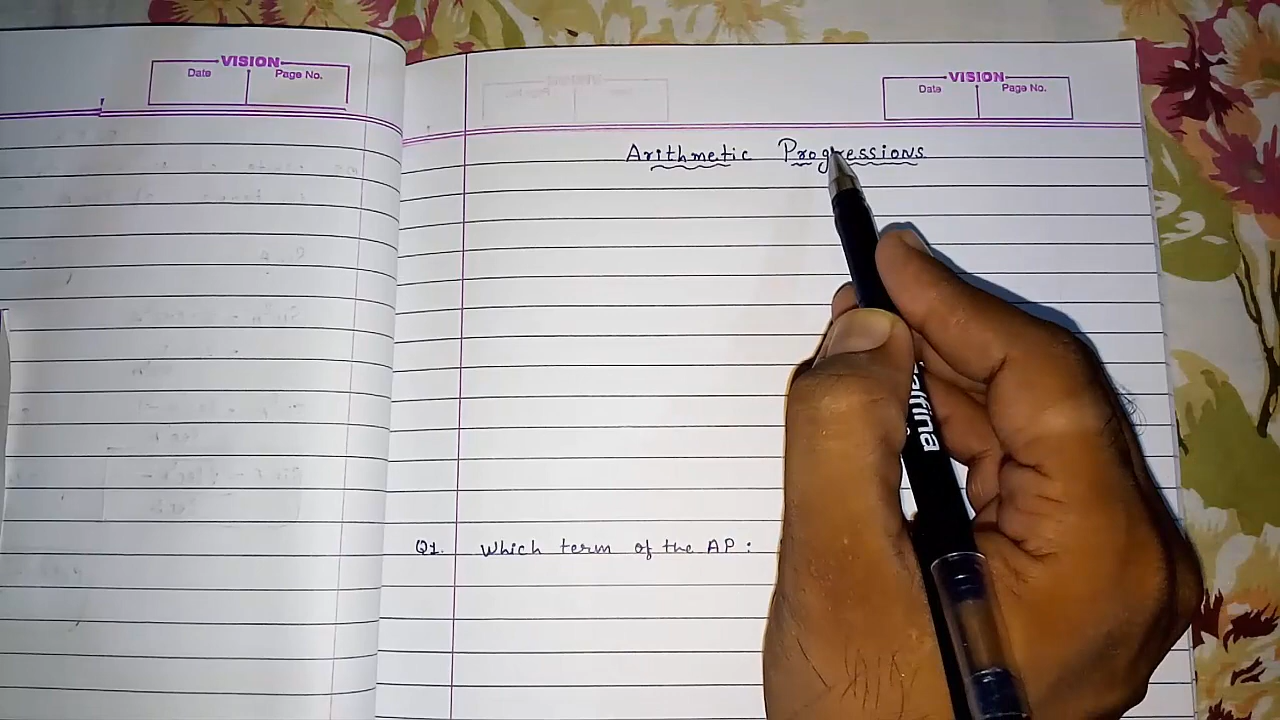 VISION
Date Page No.
VISION
Date Page No.
Arithmetic Progressions
Q1. Which term of the AP :